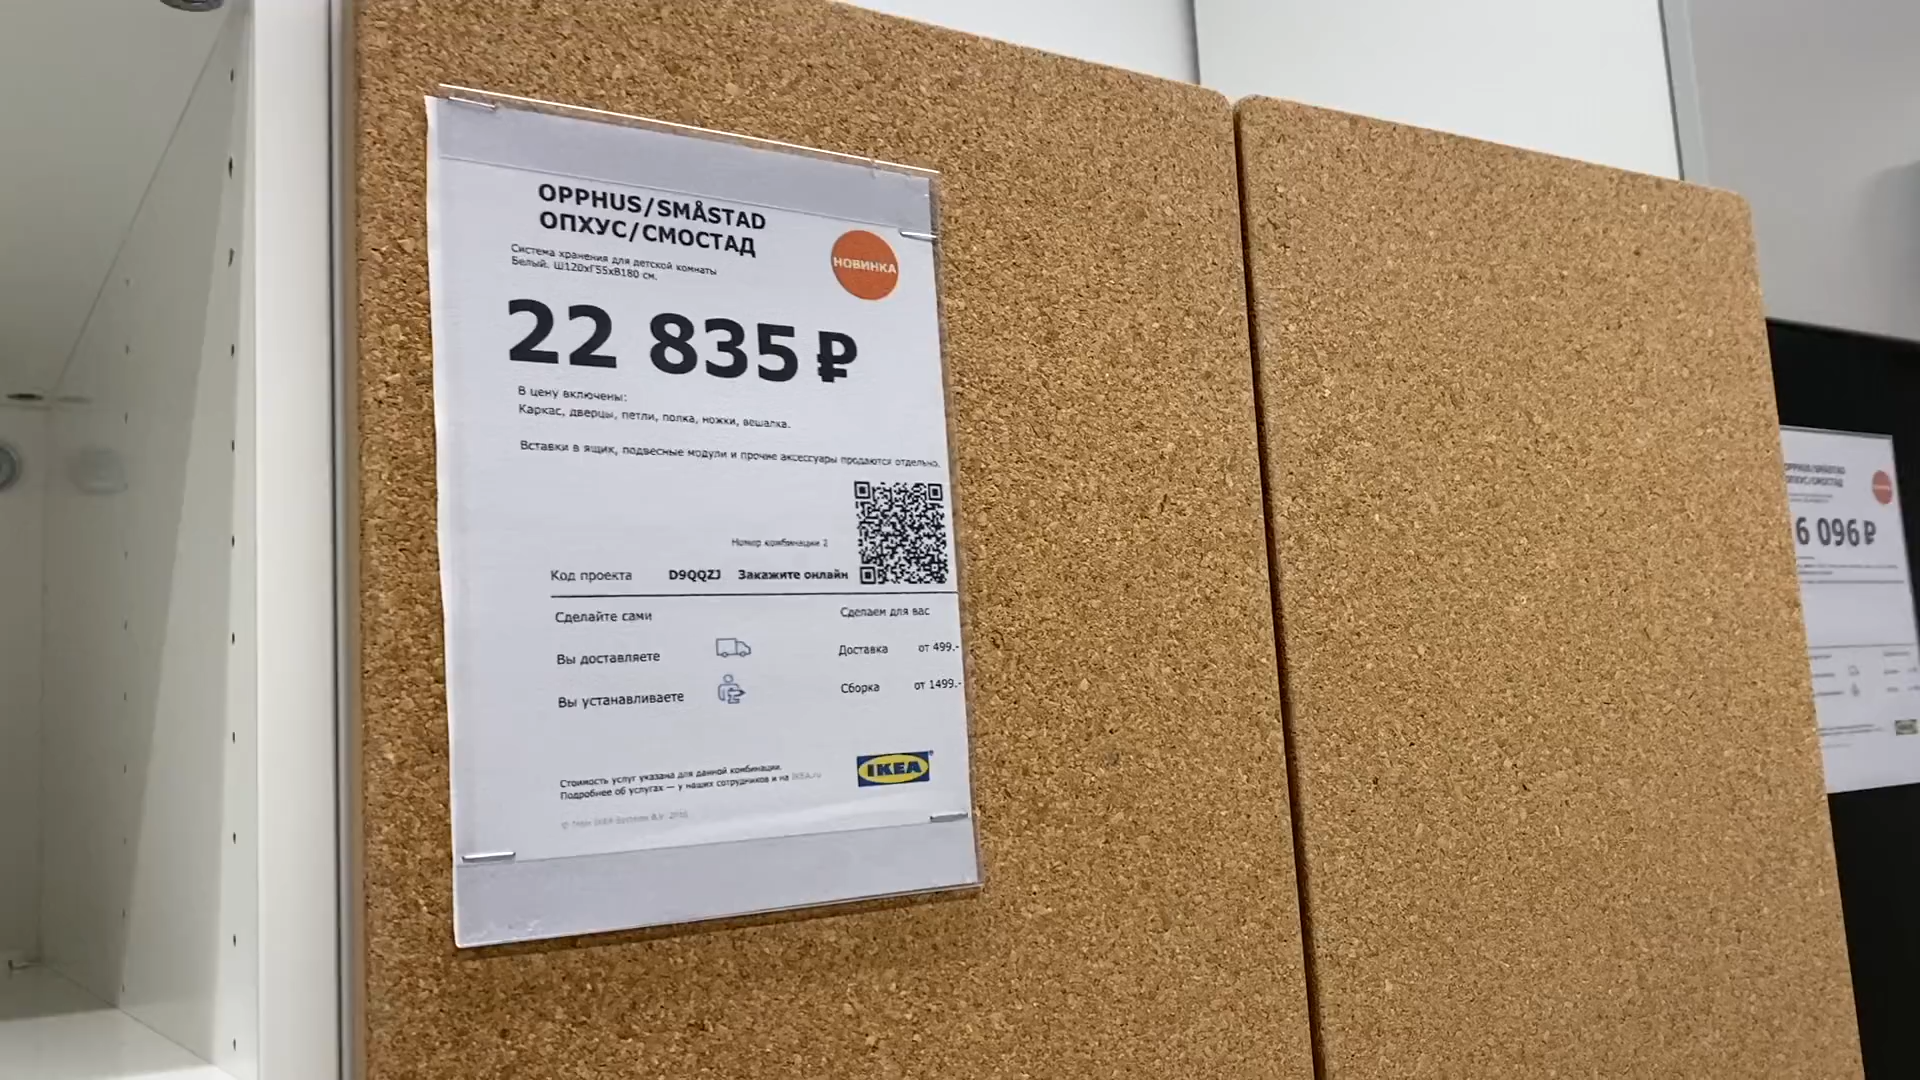 OPPHUS/SMÅSTAD
ОПХУС/СМОСТАД
Система хранения для детской комнаты
Белый. Ш120xГ55xВ180 см.
НОВИНКА
22 835 ₽
В цену включены:
Каркас, дверцы, петли, полка, ножки, вешалка.
Вставки в ящик, подвесные модули и прочие аксессуары продаются отдельно.
Номер комбинации 2
Код проекта D9QQZJ Закажите онлайн
Сделайте сами Сделаем для вас
Вы доставляете Доставка от 499.-
Вы устанавливаете Сборка от 1499.-
Стоимость услуг указана для данной комбинации.
Подробнее об услугах — у наших сотрудников и на IKEA.ru
IKEA
6 096 ₽